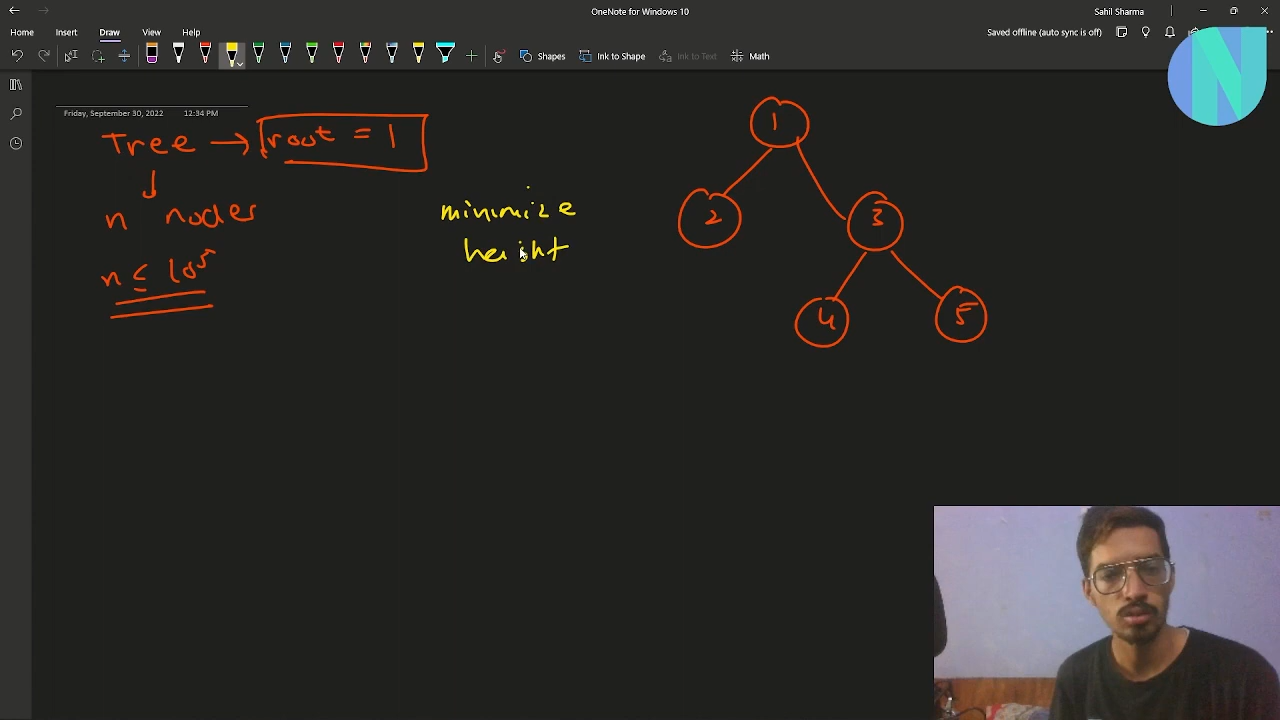 OneNote for Windows 10
Sahil Sharma
Home Insert Draw View Help
Saved offline (auto sync is off)
Shapes Ink to Shape Ink to Text Math
Friday, September 30, 2022 12:34 PM
Tree → root = 1
n nodes
n ≤ 10⁵
minimize
height
1
2 3
4 5
N